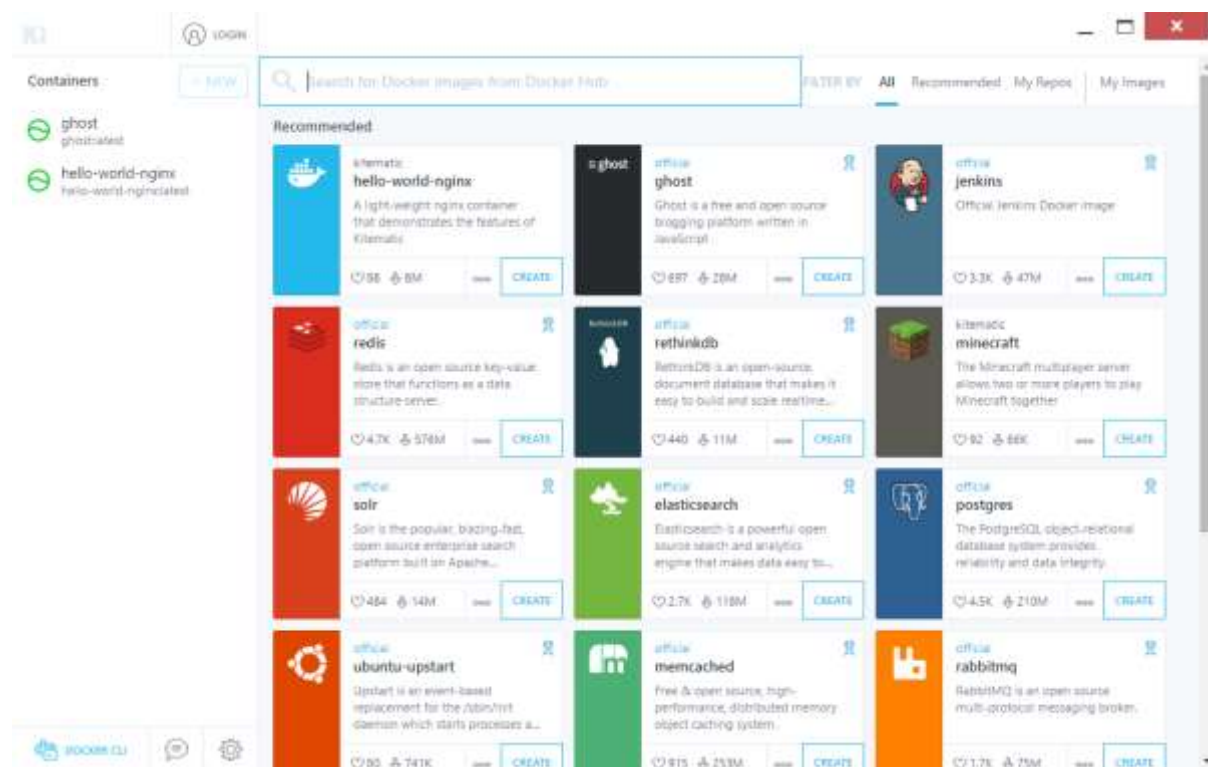 LOGIN
Containers
+ NEW
ghost
ghost:latest
hello-world-nginx
hello-world-nginx:latest
DOCKER CLI
Search for Docker images from Docker Hub
FILTER BY All Recommended My Repos My Images
Recommended
kitematic
hello-world-nginx
A light-weight nginx container
that demonstrates the features of
Kitematic
98 8M CREATE
ghost
official
ghost
Ghost is a free and open source
blogging platform written in
JavaScript
697 28M CREATE
official
jenkins
Official Jenkins Docker image
3.3K 47M CREATE
official
redis
Redis is an open source key-value
store that functions as a data
structure server.
4.7K 576M CREATE
RethinkDB
official
rethinkdb
RethinkDB is an open-source,
document database that makes it
easy to build and scale realtime...
440 11M CREATE
kitematic
minecraft
The Minecraft multiplayer server
allows two or more players to play
Minecraft together
92 66K CREATE
official
solr
Solr is the popular, blazing-fast,
open source enterprise search
platform built on Apache...
484 14M CREATE
official
elasticsearch
Elasticsearch is a powerful open
source search and analytics
engine that makes data easy to...
2.7K 118M CREATE
official
postgres
The PostgreSQL object-relational
database system provides
reliability and data integrity.
4.5K 210M CREATE
official
ubuntu-upstart
Upstart is an event-based
replacement for the /sbin/init
daemon which starts processes a...
80 741K CREATE
official
memcached
Free & open source, high-
performance, distributed memory
object caching system.
915 253M CREATE
official
rabbitmq
RabbitMQ is an open source
multi-protocol messaging broker.
1.7K 75M CREATE